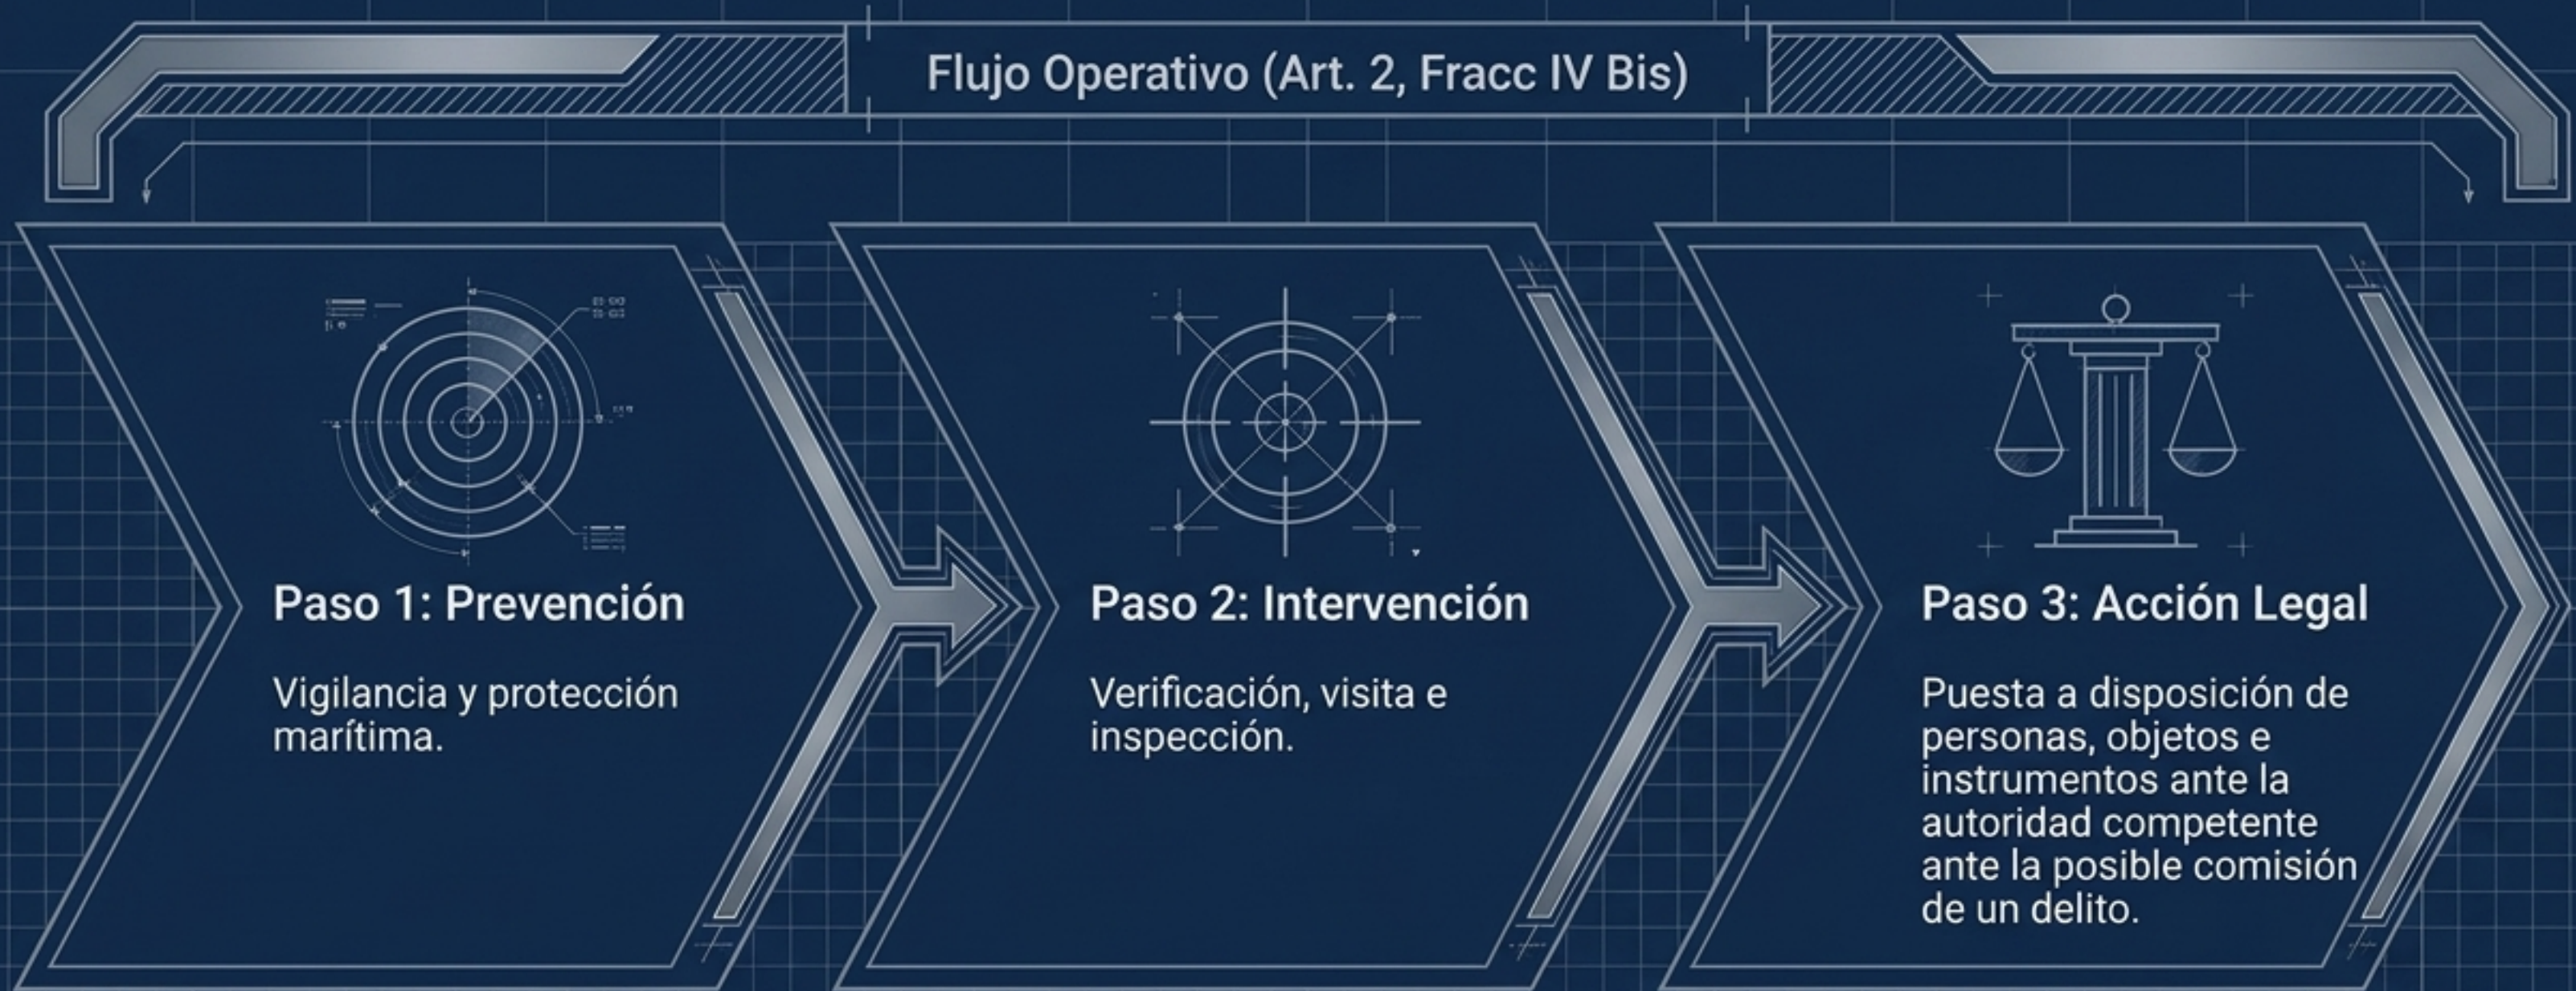 Flujo Operativo (Art. 2, Fracc IV Bis)
Paso 1: Prevención
Vigilancia y protección
marítima.
Paso 2: Intervención
Verificación, visita e
inspección.
Paso 3: Acción Legal
Puesta a disposición de
personas, objetos e
instrumentos ante la
autoridad competente
ante la posible comisión
de un delito.